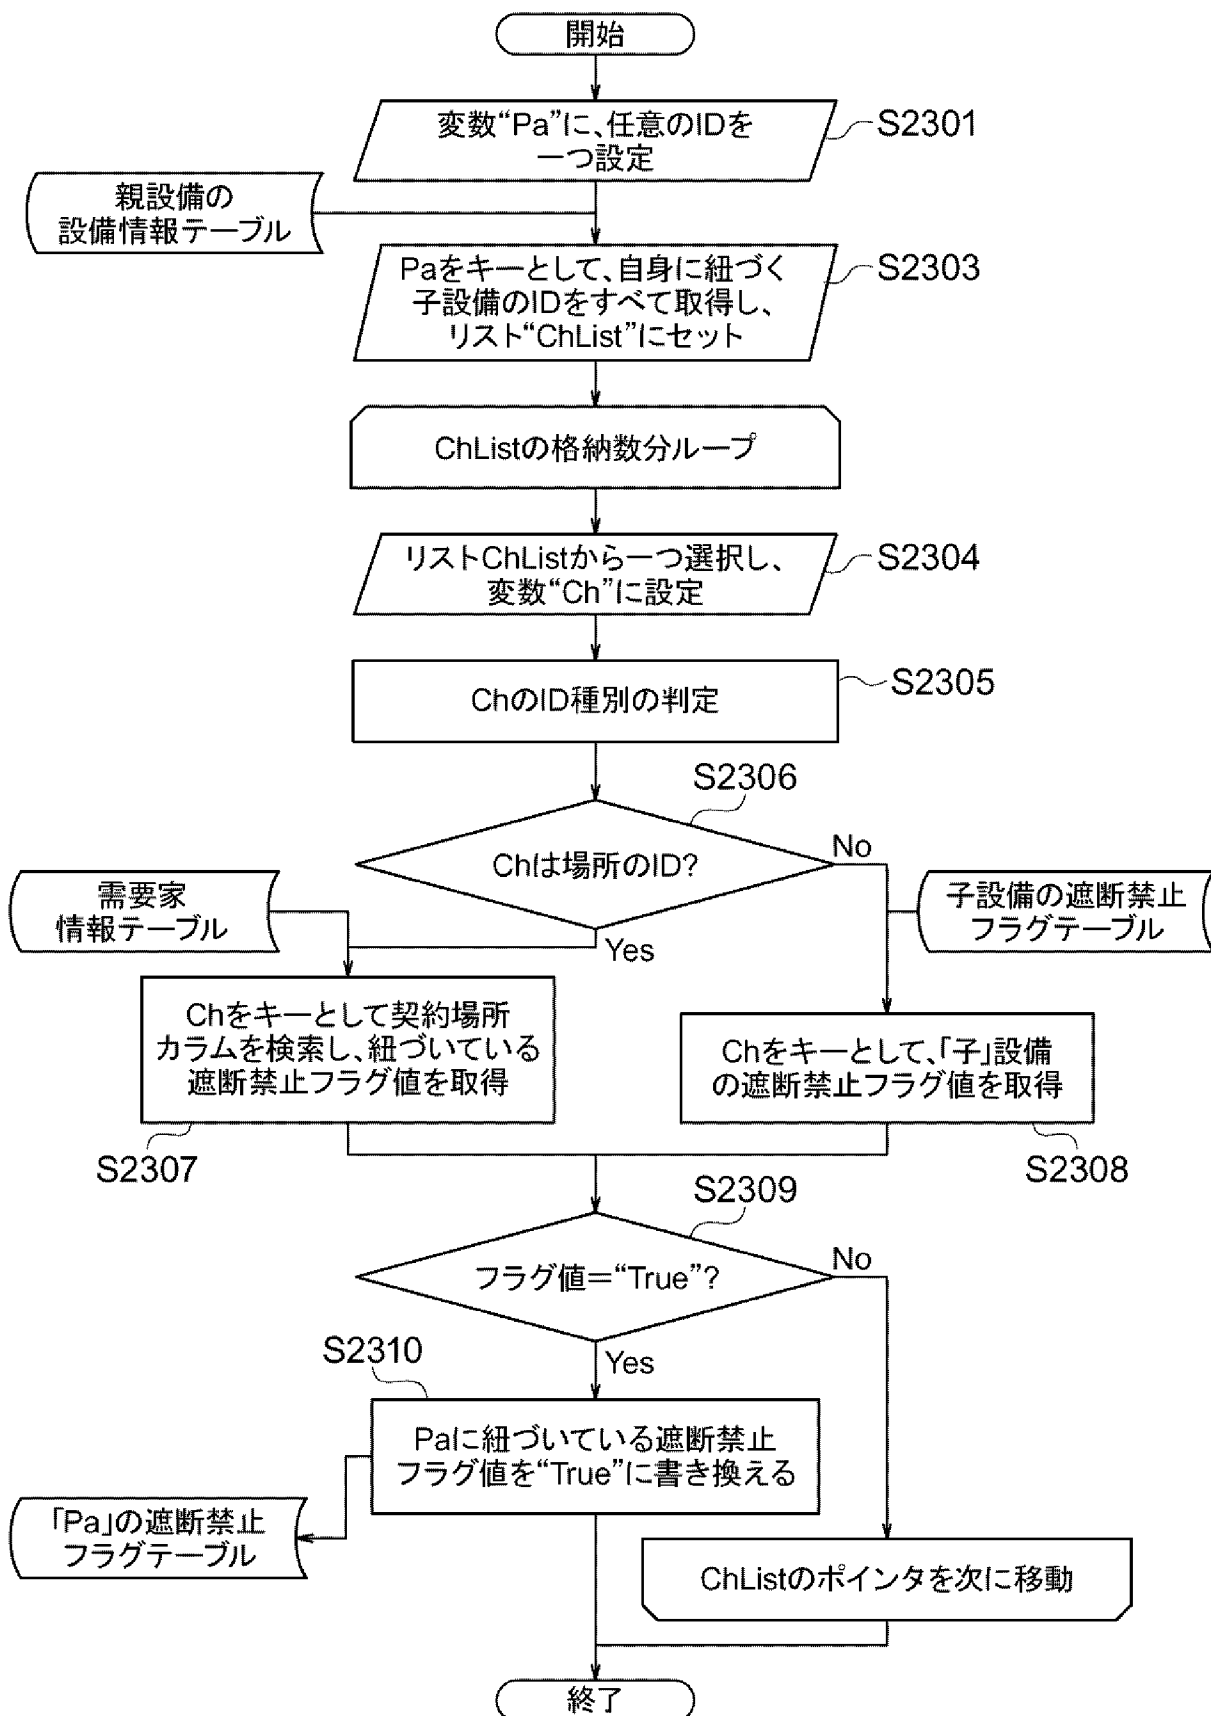 開始
変数“Pa”に、任意のIDを
一つ設定
S2301
親設備の
設備情報テーブル
Paをキーとして、自身に紐づく
子設備のIDをすべて取得し、
リスト“ChList”にセット
S2303
ChListの格納数分ループ
リストChListから一つ選択し、
変数“Ch”に設定
S2304
ChのID種別の判定
S2305
S2306
Chは場所のID?
No
Yes
需要家
情報テーブル
子設備の遮断禁止
フラグテーブル
Chをキーとして契約場所
カラムを検索し、紐づいている
遮断禁止フラグ値を取得
S2307
Chをキーとして、「子」設備
の遮断禁止フラグ値を取得
S2308
S2309
フラグ値＝“True”?
No
Yes
S2310
Paに紐づいている遮断禁止
フラグ値を“True”に書き換える
「Pa」の遮断禁止
フラグテーブル
ChListのポインタを次に移動
終了